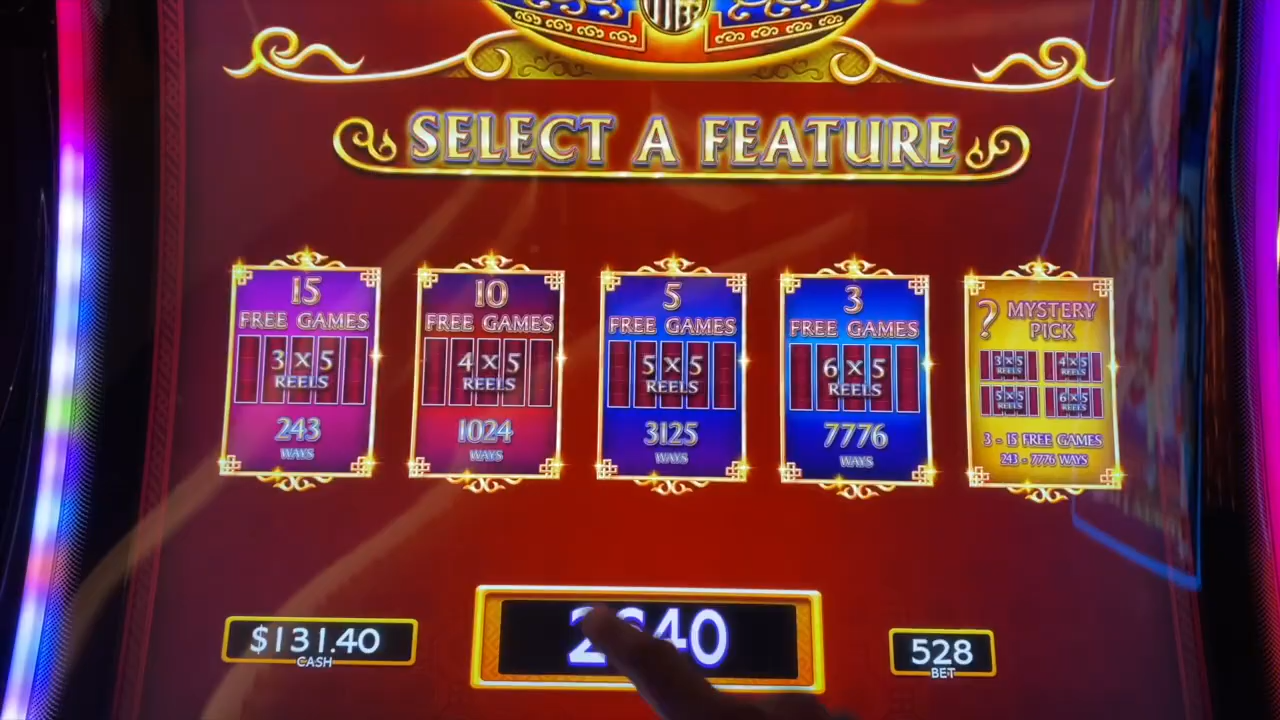 SELECT A FEATURE
15
FREE GAMES
3 X 5
REELS
243
WAYS
10
FREE GAMES
4 X 5
REELS
1024
WAYS
5
FREE GAMES
5 X 5
REELS
3125
WAYS
3
FREE GAMES
6 X 5
REELS
7776
WAYS
? MYSTERY
PICK
3 X 5
REELS
4 X 5
REELS
5 X 5
REELS
6 X 5
REELS
3 - 15 FREE GAMES
243 - 7776 WAYS
$131.40
CASH
2640
528
BET